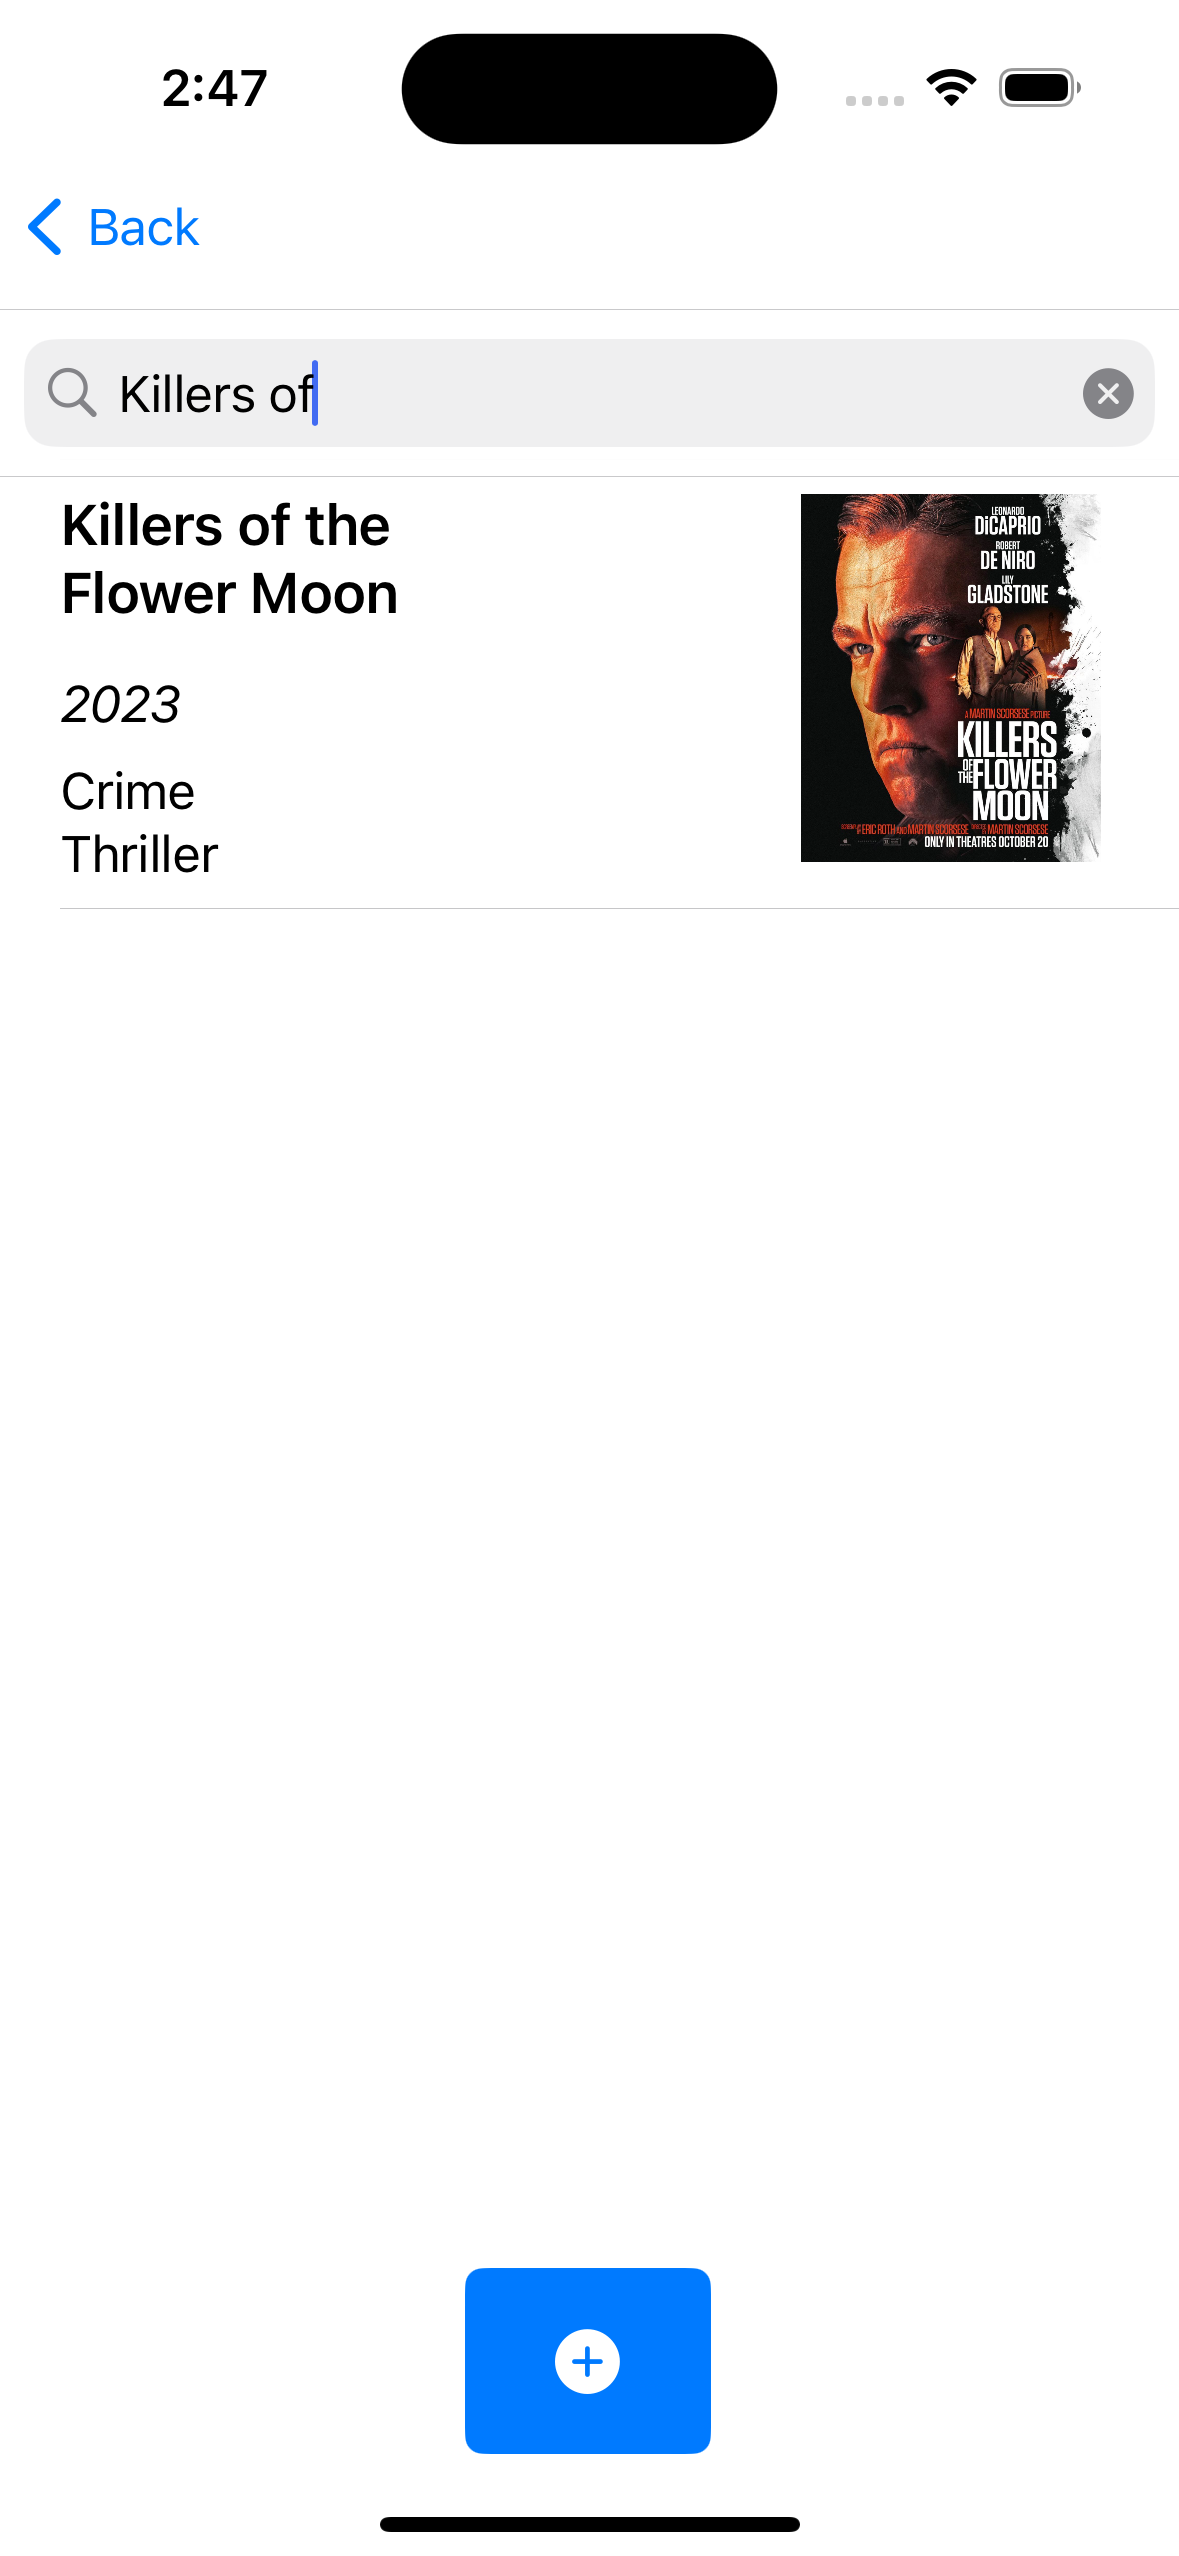 2:47
Back
Killers of
Killers of the
Flower Moon
2023
Crime
Thriller
LEONARDO
DiCAPRIO
ROBERT
DE NIRO
LILY
GLADSTONE
A MARTIN SCORSESE PICTURE
KILLERS
OF THE FLOWER
MOON
ERIC ROTH AND MARTIN SCORSESE MARTIN SCORSESE
ONLY IN THEATRES OCTOBER 20